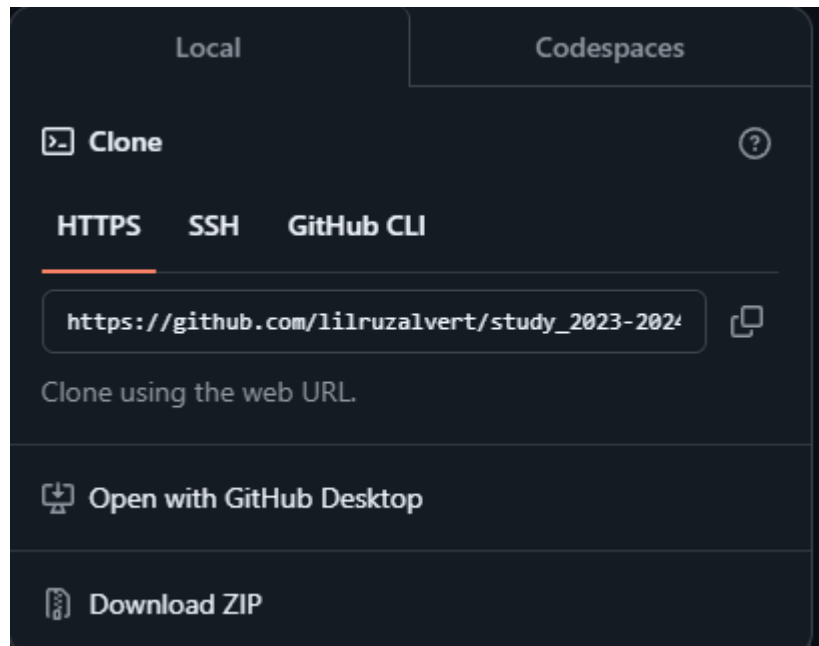 Local Codespaces
Clone
HTTPS SSH GitHub CLI
https://github.com/lilruzalvert/study_2023-2024
Clone using the web URL.
Open with GitHub Desktop
Download ZIP